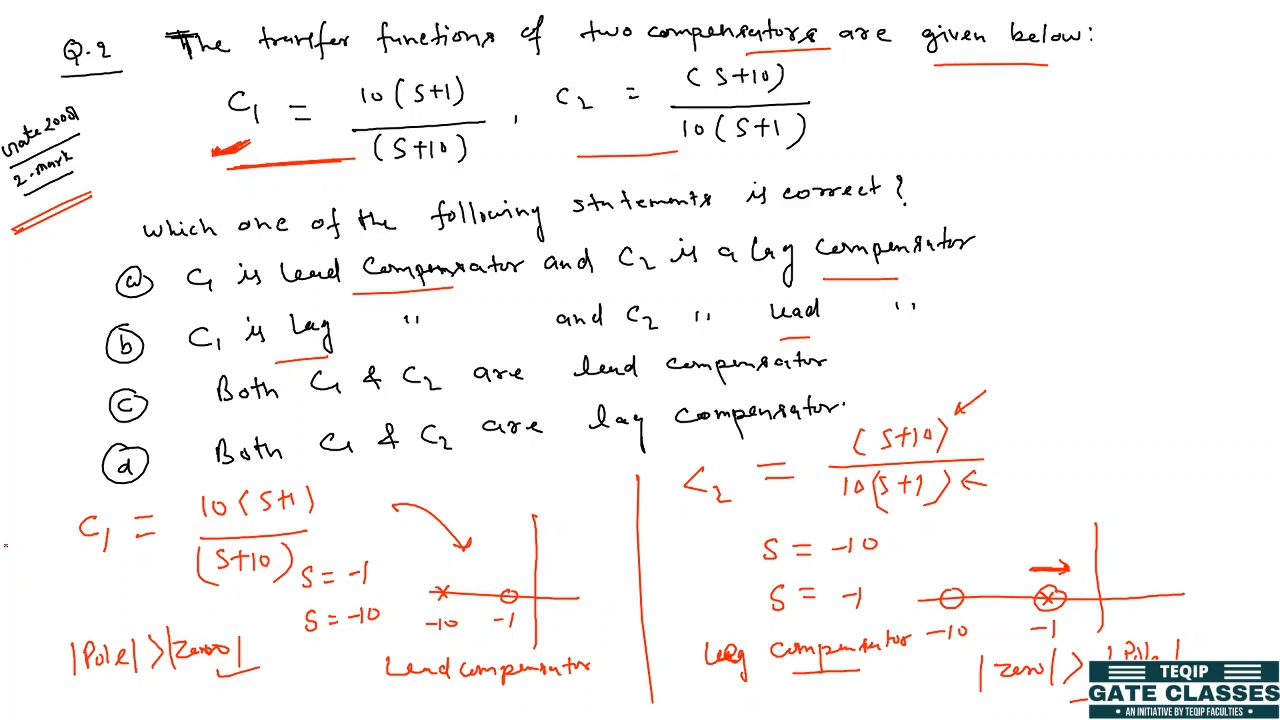 Q.2 The transfer functions of two compensators are given below:
C1 = 10(S+1) / (S+10) , C2 = (S+10) / 10(S+1)
Gate 2008
2-mark
Which one of the following statements is correct?
(a) C1 is lead compensator and C2 is a lag compensator
(b) C1 is lag " and C2 " lead "
(c) Both C1 & C2 are lead compensator
(d) Both C1 & C2 are lag compensator.
C1 = 10(S+1) / (S+10)
S = -1
S = -10
-10 -1
|Pole| > |zero|
Lead compensator
C2 = (S+10) / 10(S+1)
S = -10
S = -1
-10 -1
lag compensator
|zero| > |Pole|
TEQIP
GATE CLASSES
AN INITIATIVE BY TEQIP FACULTIES